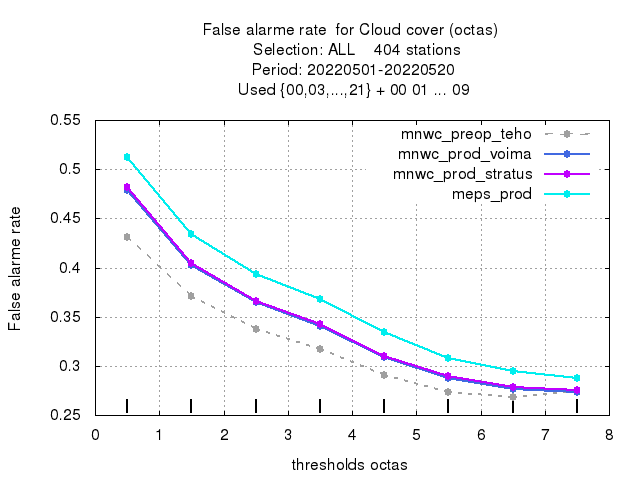 False alarme rate  for Cloud cover (octas)
Selection: ALL    404 stations
Period: 20220501-20220520
Used {00,03,...,21} + 00 01 ... 09
mnwc_preop_teho
mnwc_prod_voima
mnwc_prod_stratus
meps_prod
False alarme rate
0.55
0.5
0.45
0.4
0.35
0.3
0.25
0 1 2 3 4 5 6 7 8
thresholds octas